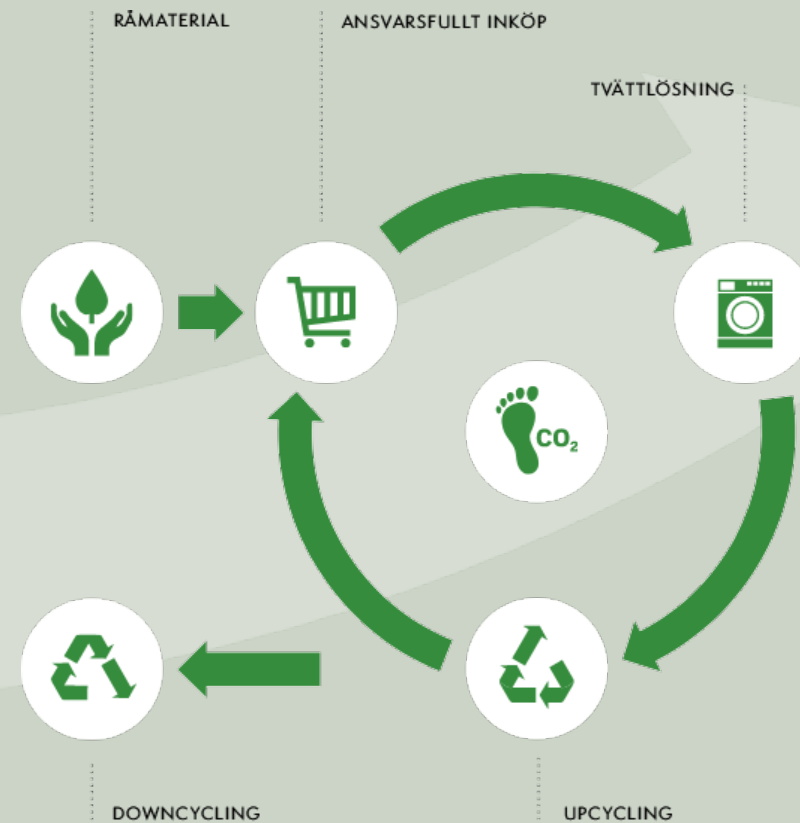 RÅMATERIAL
ANSVARSFULLT INKÖP
TVÄTTLÖSNING
CO₂
DOWNCYCLING
UPCYCLING